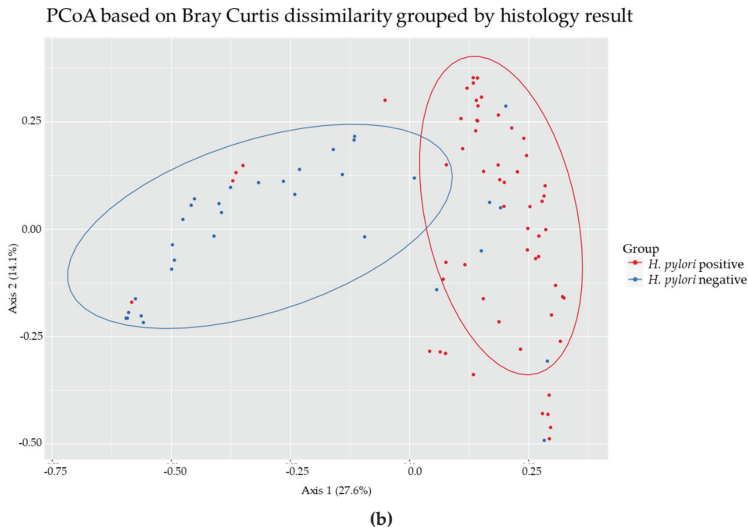 PCoA based on Bray Curtis dissimilarity grouped by histology result
0.25
0.00
-0.25
-0.50
Axis 2 (14.1%)
-0.75
-0.50
-0.25
0.0
0.25
Axis 1 (27.6%)
Group
H. pylori positive
H. pylori negative
(b)